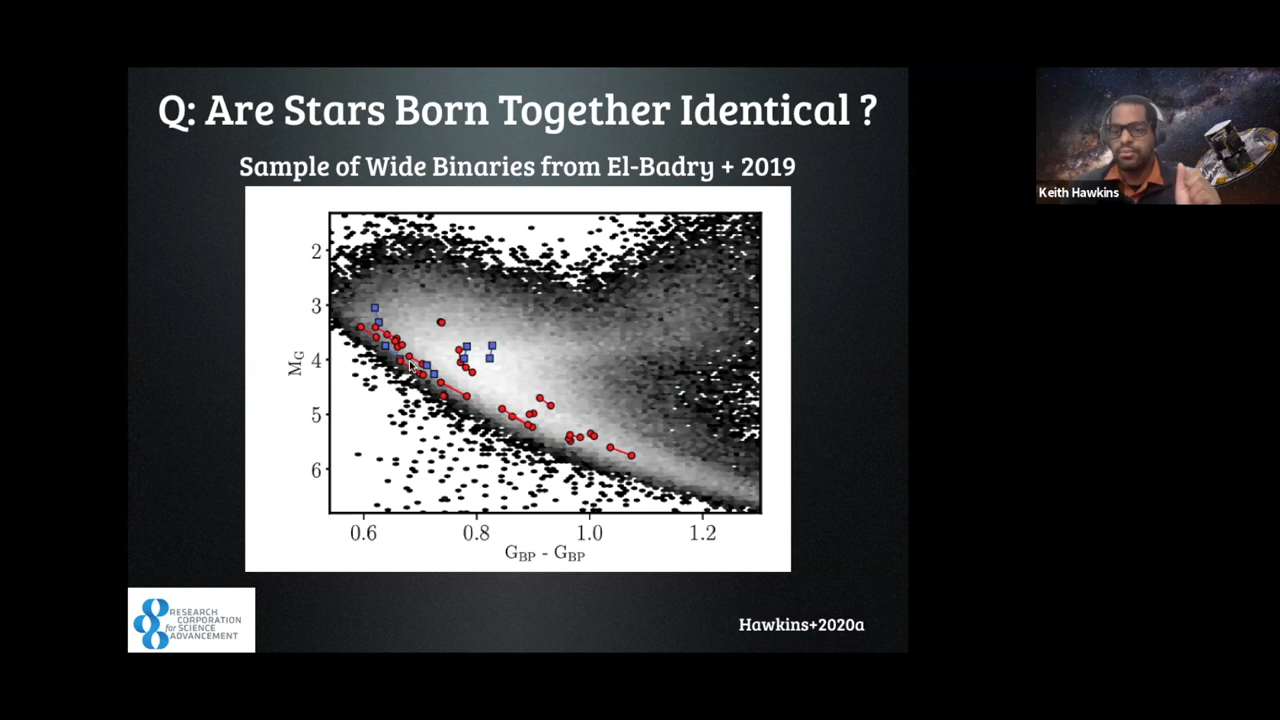 Q: Are Stars Born Together Identical ?
Sample of Wide Binaries from El-Badry + 2019
Keith Hawkins
2
3
4
5
6
M_G
0.6 0.8 1.0 1.2
G_BP - G_BP
RESEARCH
CORPORATION
for SCIENCE
ADVANCEMENT
Hawkins+2020a